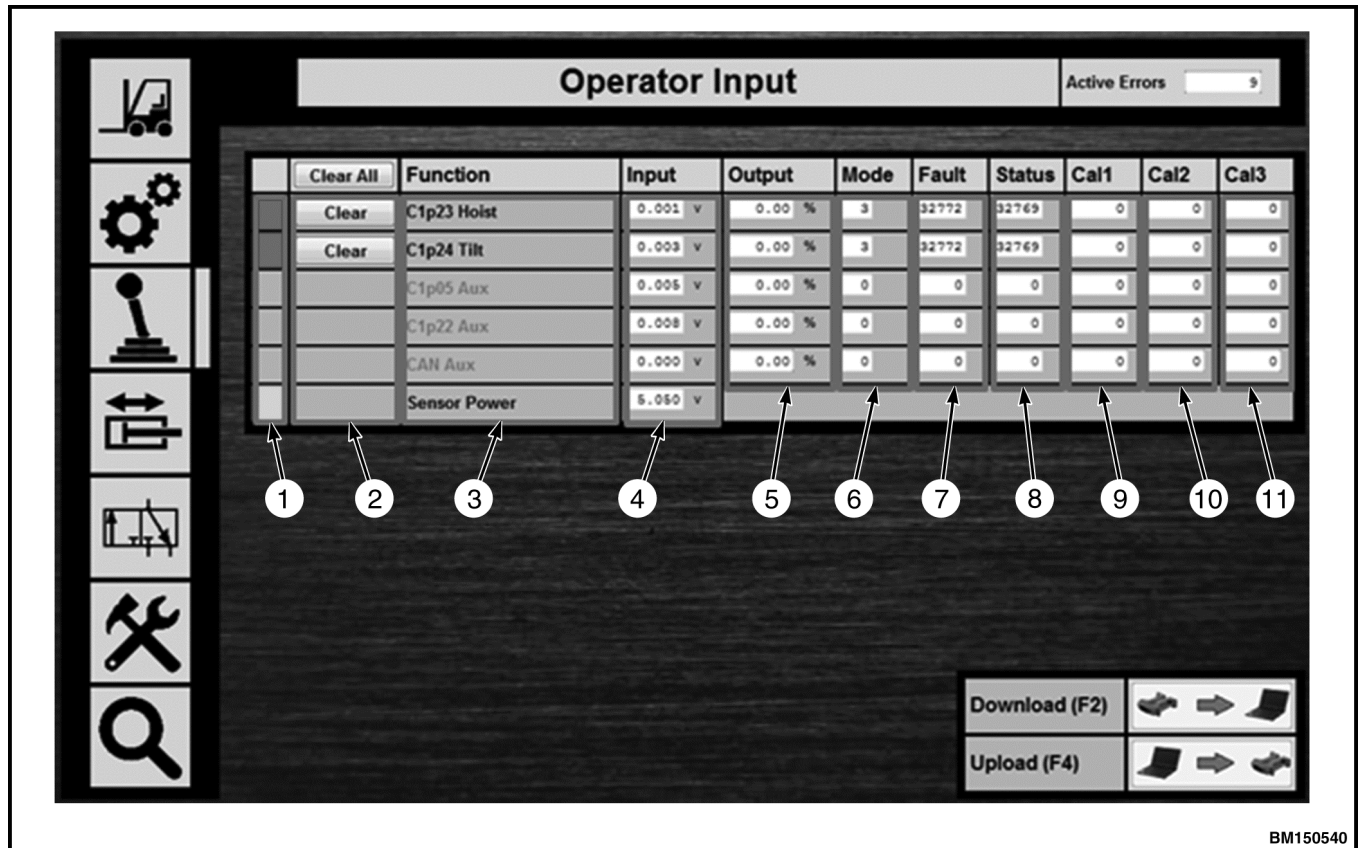 Operator Input
Active Errors 9
Clear All Function Input Output Mode Fault Status Cal1 Cal2 Cal3
Clear C1p23 Hoist 0.001 v 0.00 % 3 32772 32769 0 0 0
Clear C1p24 Tilt 0.003 v 0.00 % 3 32772 32769 0 0 0
C1p05 Aux 0.005 v 0.00 % 0 0 0 0 0 0
C1p22 Aux 0.008 v 0.00 % 0 0 0 0 0 0
CAN Aux 0.000 v 0.00 % 0 0 0 0 0 0
Sensor Power 5.050 v
1 2 3 4 5 6 7 8 9 10 11
Download (F2)
Upload (F4)
BM150540